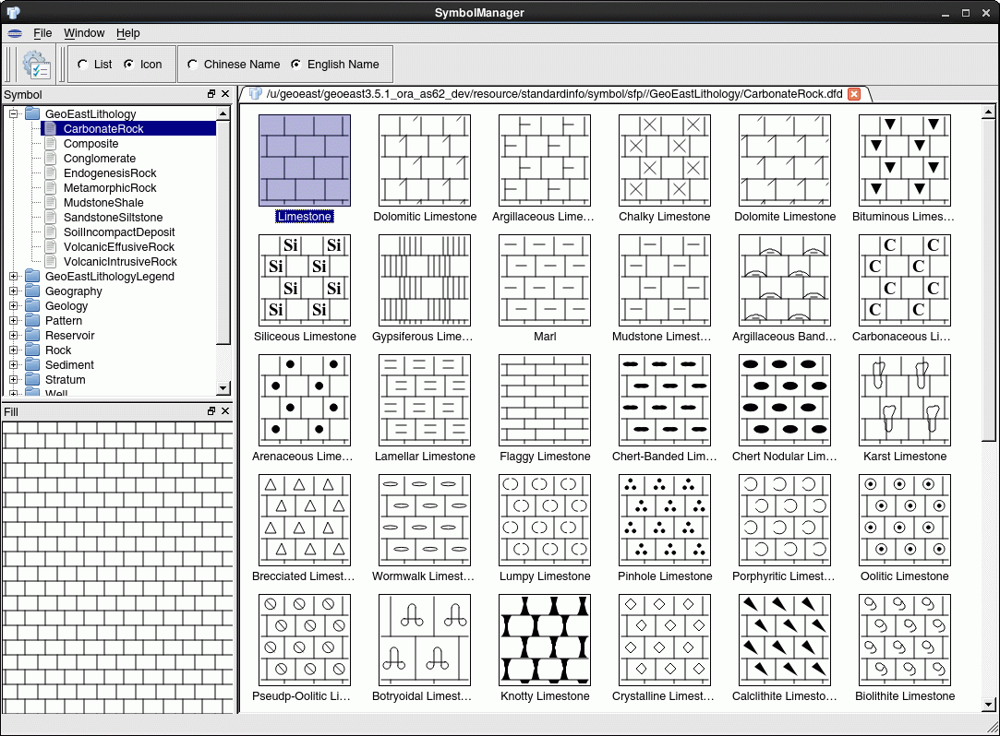 SymbolManager
File Window Help
List Icon Chinese Name English Name
Symbol
GeoEastLithology
CarbonateRock
Composite
Conglomerate
EndogenesisRock
MetamorphicRock
MudstoneShale
SandstoneSiltstone
SoilIncompactDeposit
VolcanicEffusiveRock
VolcanicIntrusiveRock
GeoEastLithologyLegend
Geography
Geology
Pattern
Reservoir
Rock
Sediment
Stratum
Well
Fill
/u/geoeast/geoeast3.5.1_ora_as62_dev/resource/standardinfo/symbol/sfp//GeoEastLithology/CarbonateRock.dfd
Limestone Dolomitic Limestone Argillaceous Lime... Chalky Limestone Dolomite Limestone Bituminous Limes...
Si Si C C
Si Si C C
Si Si C C
Si Si C C
Siliceous Limestone Gypsiferous Lime... Marl Mudstone Limest... Argillaceous Band... Carbonaceous Li...
Arenaceous Lime... Lamellar Limestone Flaggy Limestone Chert-Banded Lim... Chert Nodular Lim... Karst Limestone
Brecciated Limest... Wormwalk Limest... Lumpy Limestone Pinhole Limestone Porphyritic Limest... Oolitic Limestone
Pseudp-Oolitic Li... Botryoidal Limest... Knotty Limestone Crystalline Limest... Calclithite Limesto... Biolithite Limestone